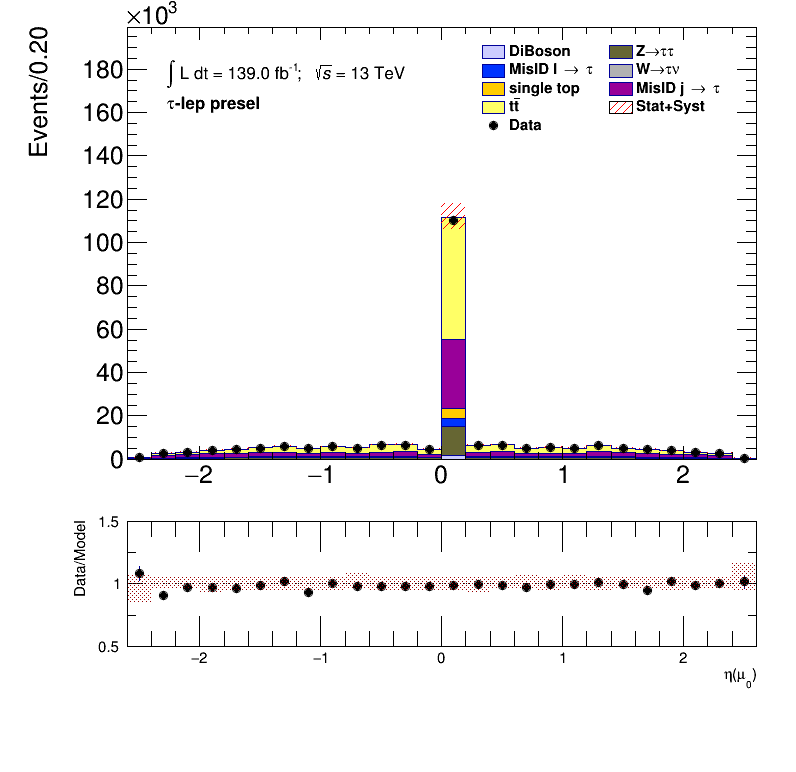 ×10³
Events/0.20
180
160
140
120
100
80
60
40
20
0
−2 −1 0 1 2
∫ L dt = 139.0 fb⁻¹; √s = 13 TeV
τ-lep presel
DiBoson Z→ττ
MisID l → τ W→τν
single top MisID j → τ
tt̄ Stat+Syst
Data
Data/Model
1.5
1
0.5
−2 −1 0 1 2
η(μ₀)